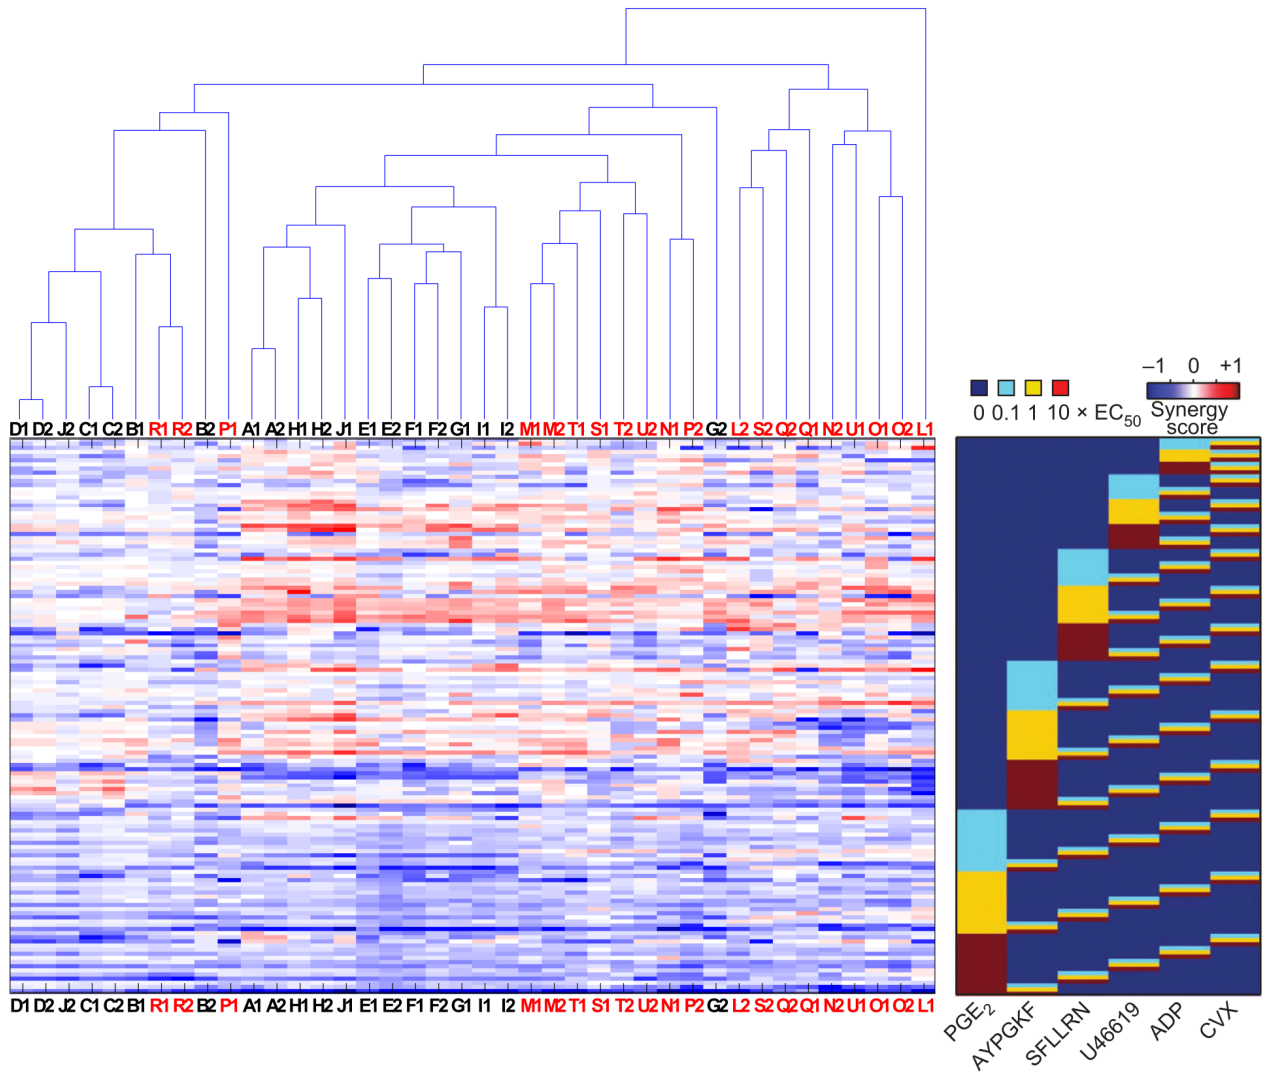 −1 0 +1
0 0.1 1 10 × EC50
Synergy
score
D1 D2 J2 C1 C2 B1 R1 R2 B2 P1 A1 A2 H1 H2 J1 E1 E2 F1 F2 G1 I1 I2 M1 M2 T1 S1 T2 U2 N1 P2 G2 L2 S2 Q2 Q1 N2 U1 O1 O2 L1
D1 D2 J2 C1 C2 B1 R1 R2 B2 P1 A1 A2 H1 H2 J1 E1 E2 F1 F2 G1 I1 I2 M1 M2 T1 S1 T2 U2 N1 P2 G2 L2 S2 Q2 Q1 N2 U1 O1 O2 L1
PGE2
AYPGKF
SFLLRN
U46619
ADP
CVX